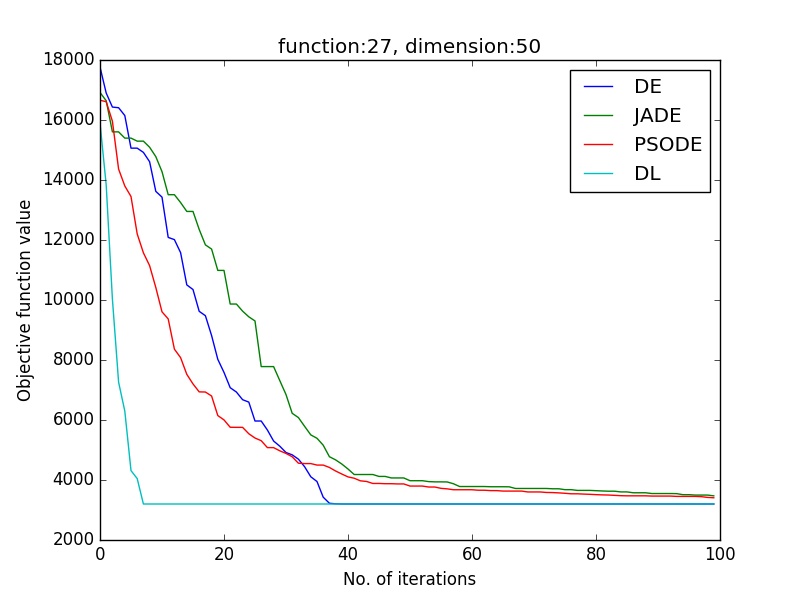 function:27, dimension:50
18000
16000
14000
12000
10000
8000
6000
4000
2000
Objective function value
DE
JADE
PSODE
DL
0 20 40 60 80 100
No. of iterations